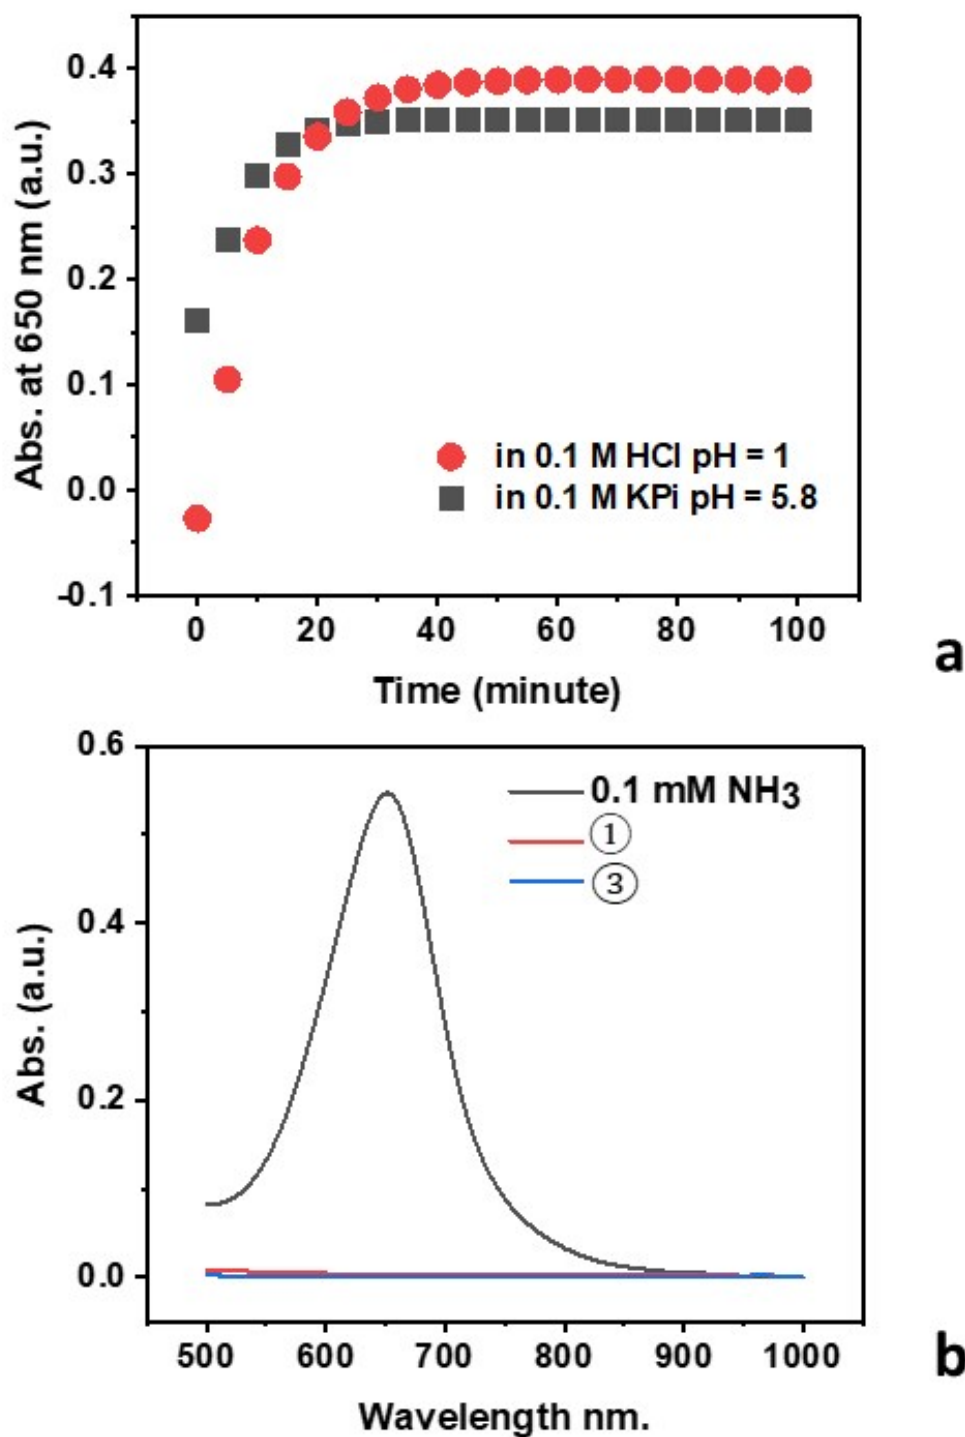 0.4
0.3
0.2
0.1
0.0
-0.1
Abs. at 650 nm (a.u.)
in 0.1 M HCl pH = 1
in 0.1 M KPi pH = 5.8
0 20 40 60 80 100
Time (minute)
a
0.6
0.4
0.2
0.0
Abs. (a.u.)
0.1 mM NH₃
①
③
500 600 700 800 900 1000
Wavelength nm.
b